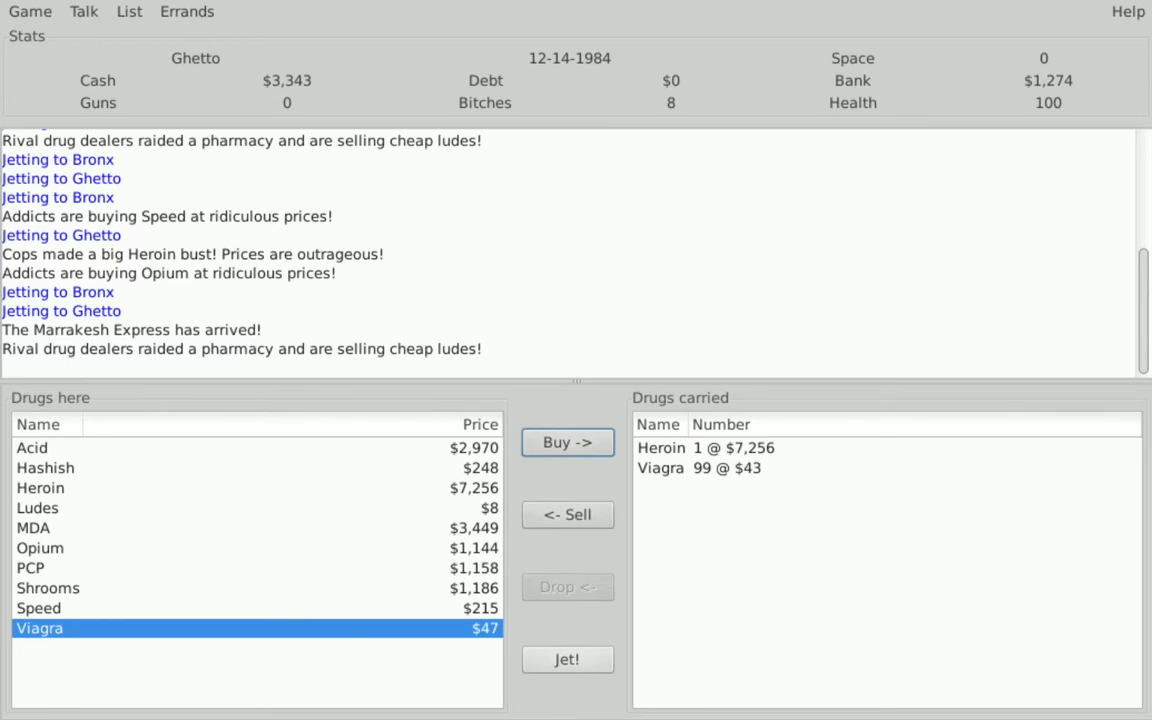 Game Talk List Errands Help
Stats
Ghetto 12-14-1984 Space 0
Cash $3,343 Debt $0 Bank $1,274
Guns 0 Bitches 8 Health 100
Rival drug dealers raided a pharmacy and are selling cheap ludes!
Jetting to Bronx
Jetting to Ghetto
Jetting to Bronx
Addicts are buying Speed at ridiculous prices!
Jetting to Ghetto
Cops made a big Heroin bust! Prices are outrageous!
Addicts are buying Opium at ridiculous prices!
Jetting to Bronx
Jetting to Ghetto
The Marrakesh Express has arrived!
Rival drug dealers raided a pharmacy and are selling cheap ludes!
Drugs here
Name Price
Acid $2,970
Hashish $248
Heroin $7,256
Ludes $8
MDA $3,449
Opium $1,144
PCP $1,158
Shrooms $1,186
Speed $215
Viagra $47
Buy ->
<- Sell
Drop <-
Jet!
Drugs carried
Name Number
Heroin 1 @ $7,256
Viagra 99 @ $43